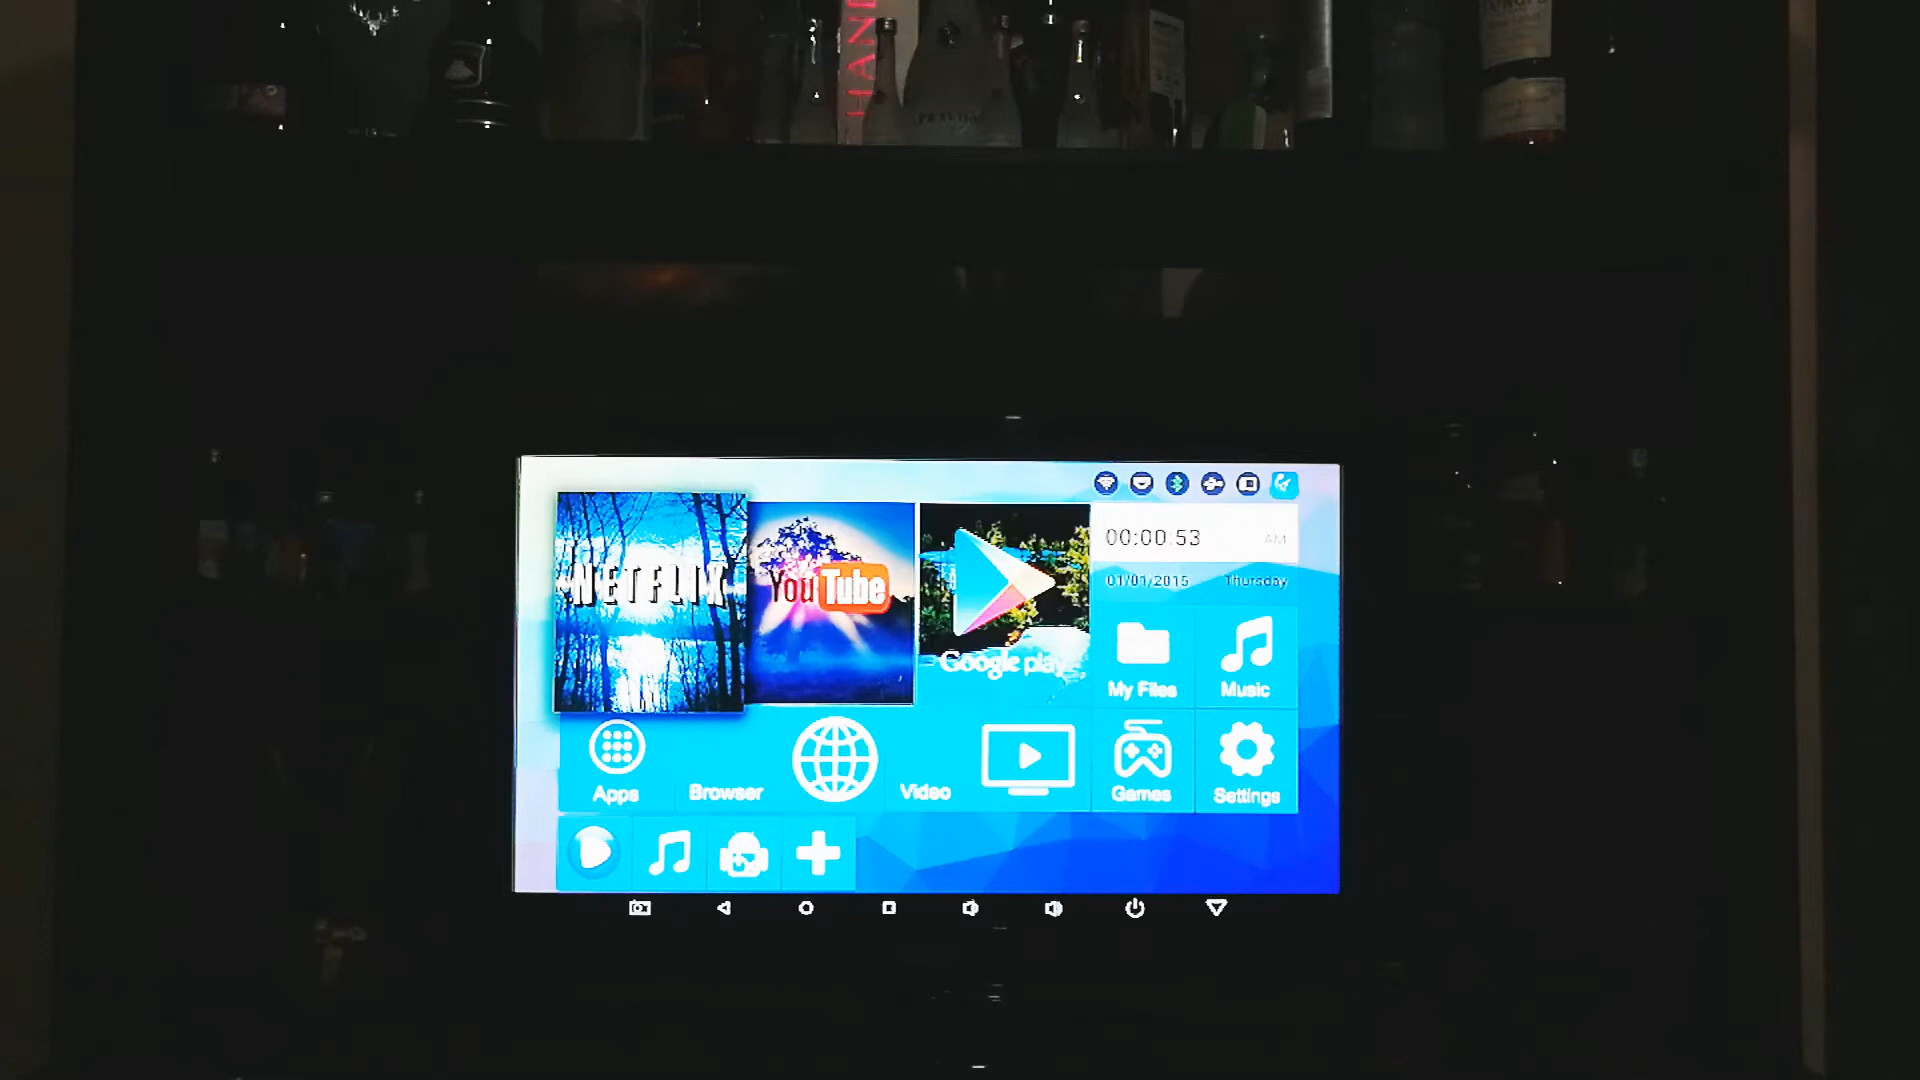 HAN
00:00:53 AM
01/01/2015 Thursday
NETFLIX
YouTube
Google play
My Files
Music
Apps
Browser
Video
Games
Settings